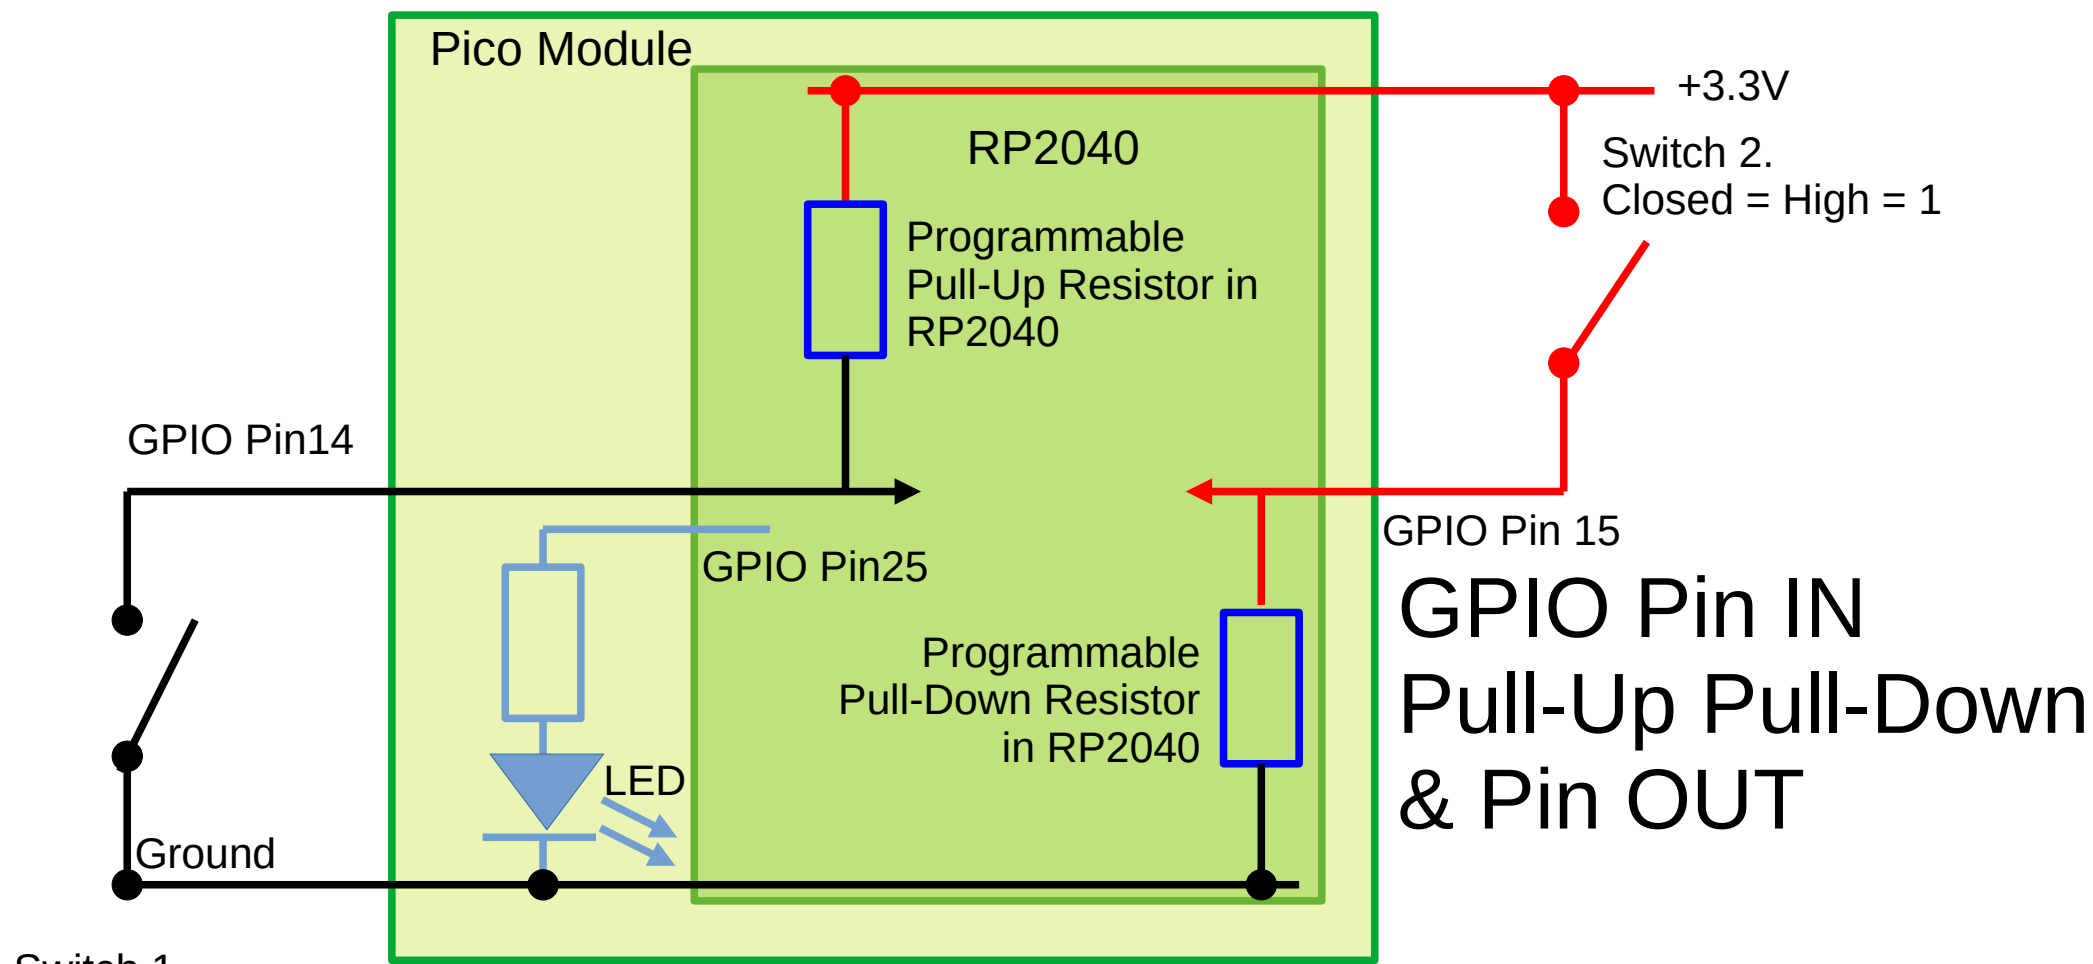 Pico Module
+3.3V
RP2040
Switch 2.
Closed = High = 1
Programmable
Pull-Up Resistor in
RP2040
GPIO Pin14
GPIO Pin 15
GPIO Pin25
GPIO Pin IN
Pull-Up Pull-Down
& Pin OUT
Programmable
Pull-Down Resistor
in RP2040
LED
Ground
Switch 1